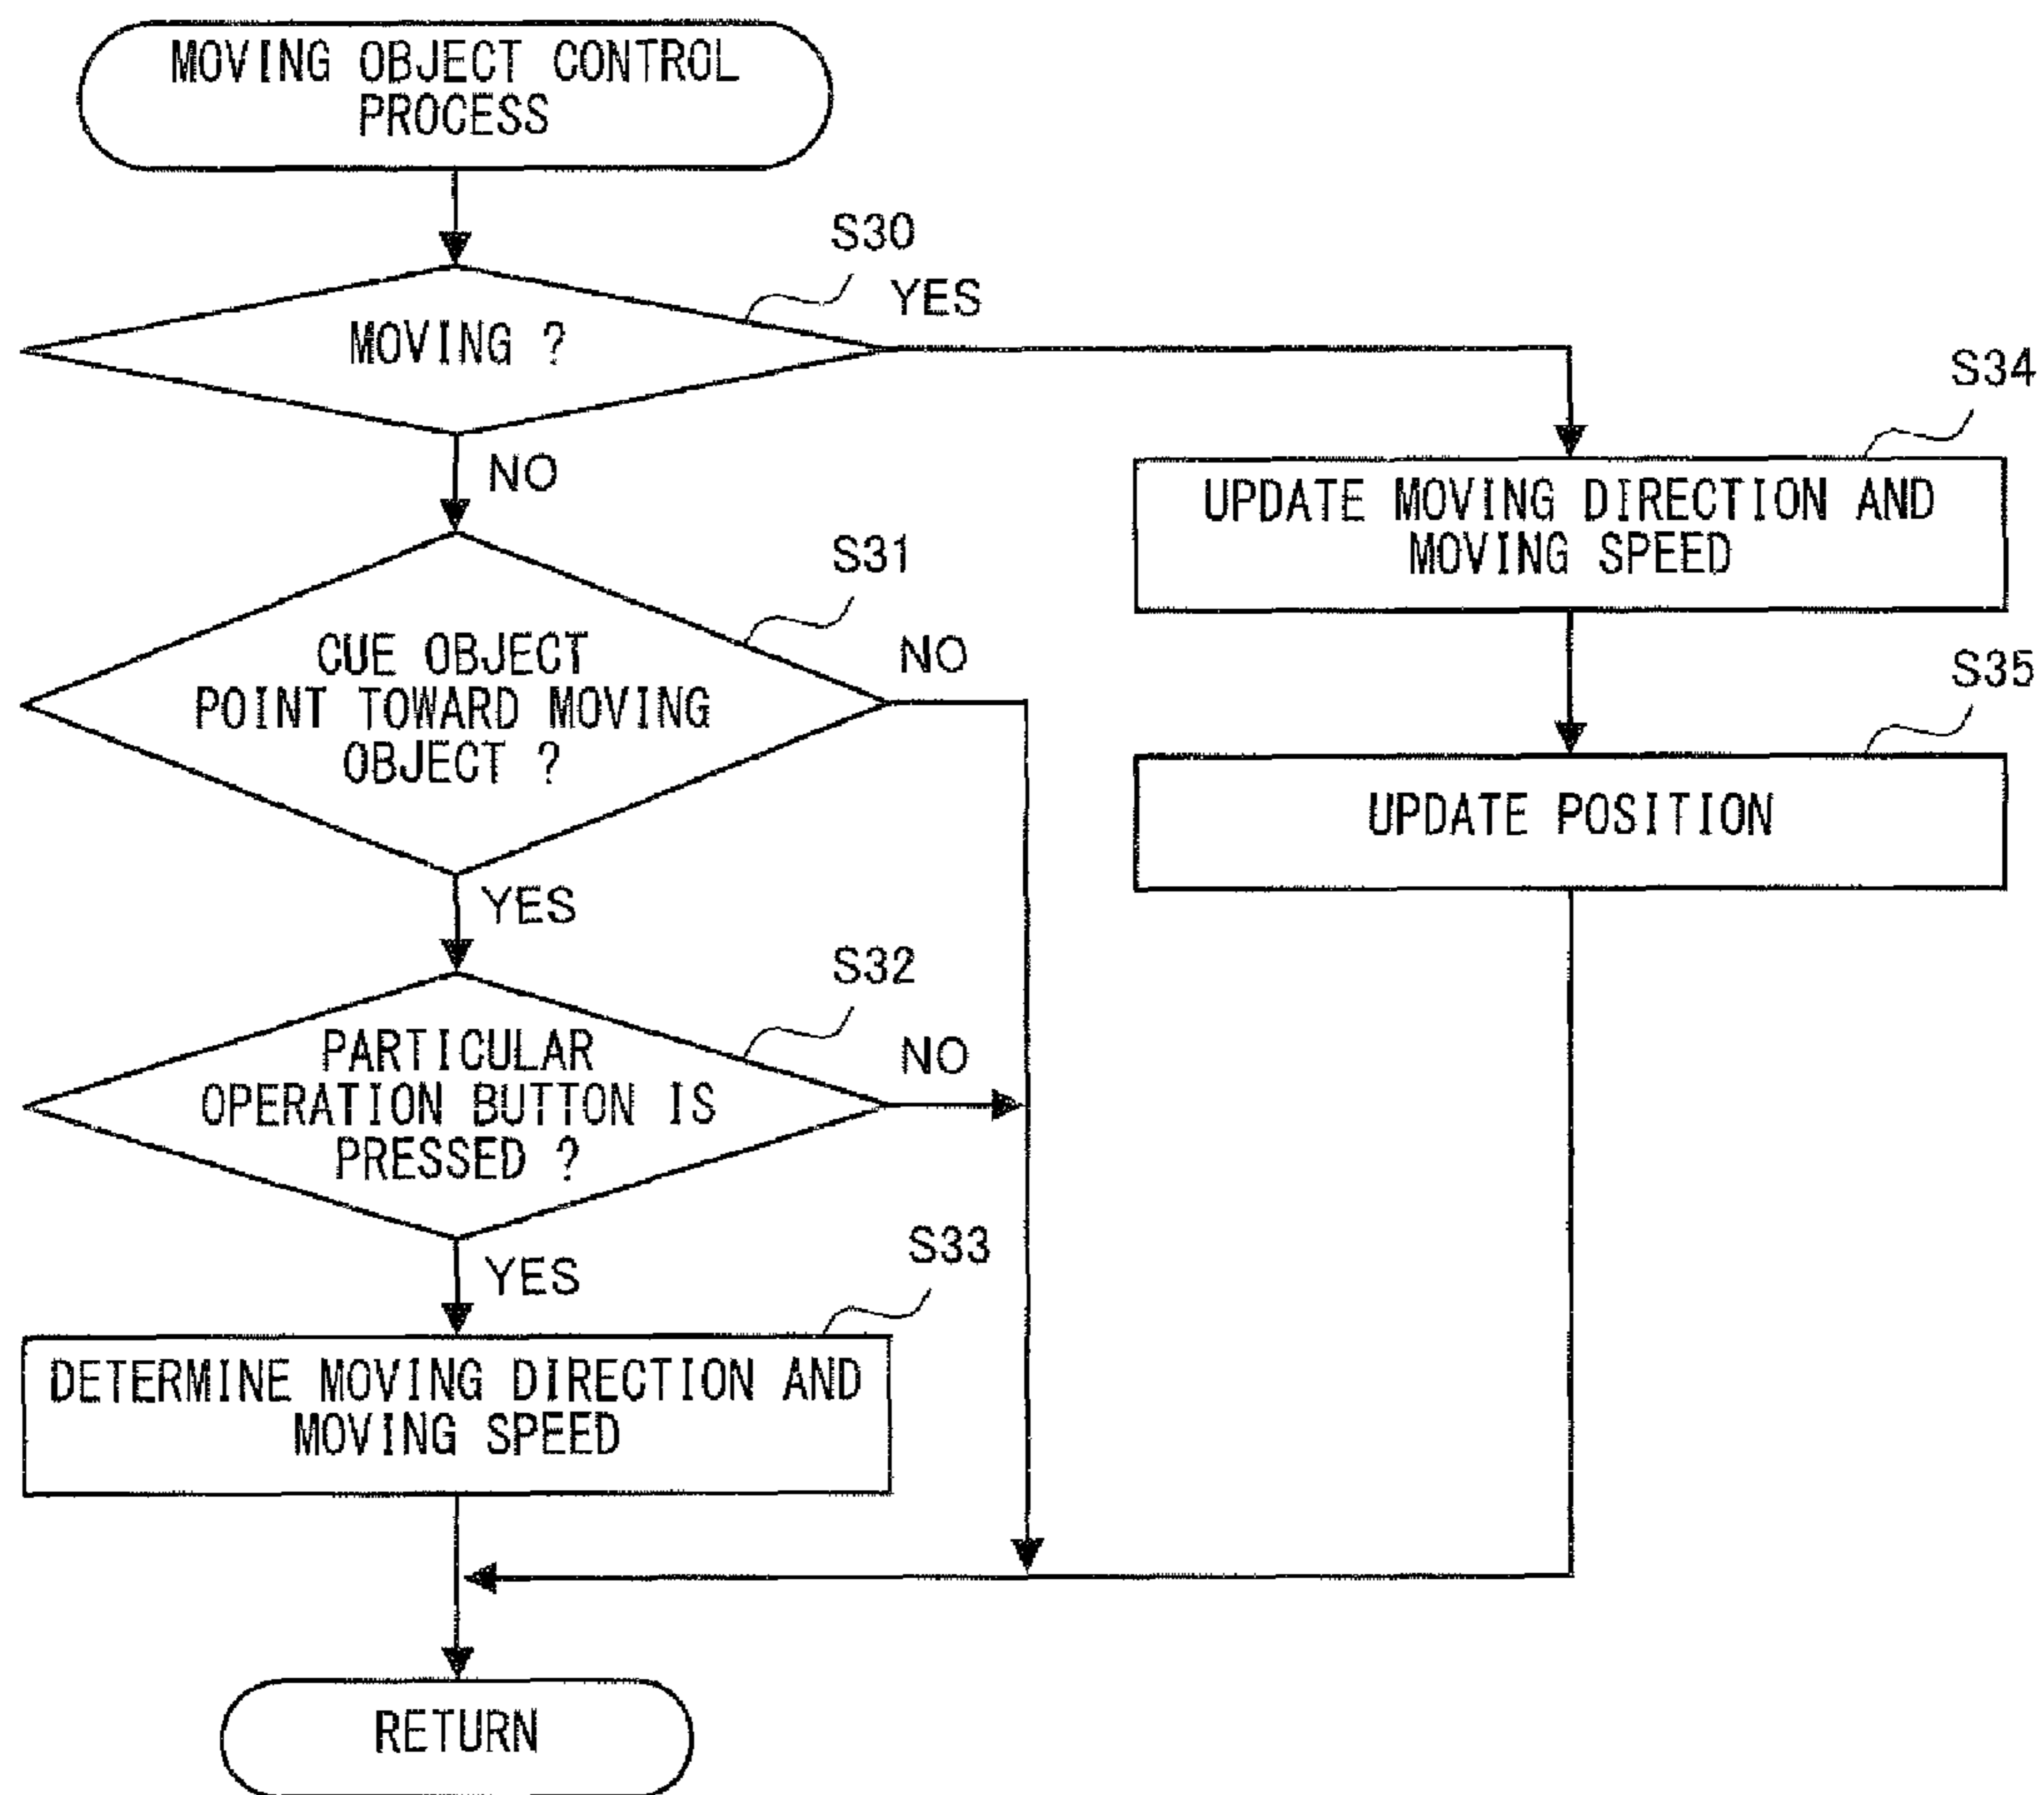 MOVING OBJECT CONTROL
PROCESS
S30
YES
MOVING ?
NO
S34
UPDATE MOVING DIRECTION AND
MOVING SPEED
S31
CUE OBJECT
POINT TOWARD MOVING
OBJECT ?
NO
S35
UPDATE POSITION
YES
S32
PARTICULAR
OPERATION BUTTON IS
PRESSED ?
NO
YES
S33
DETERMINE MOVING DIRECTION AND
MOVING SPEED
RETURN